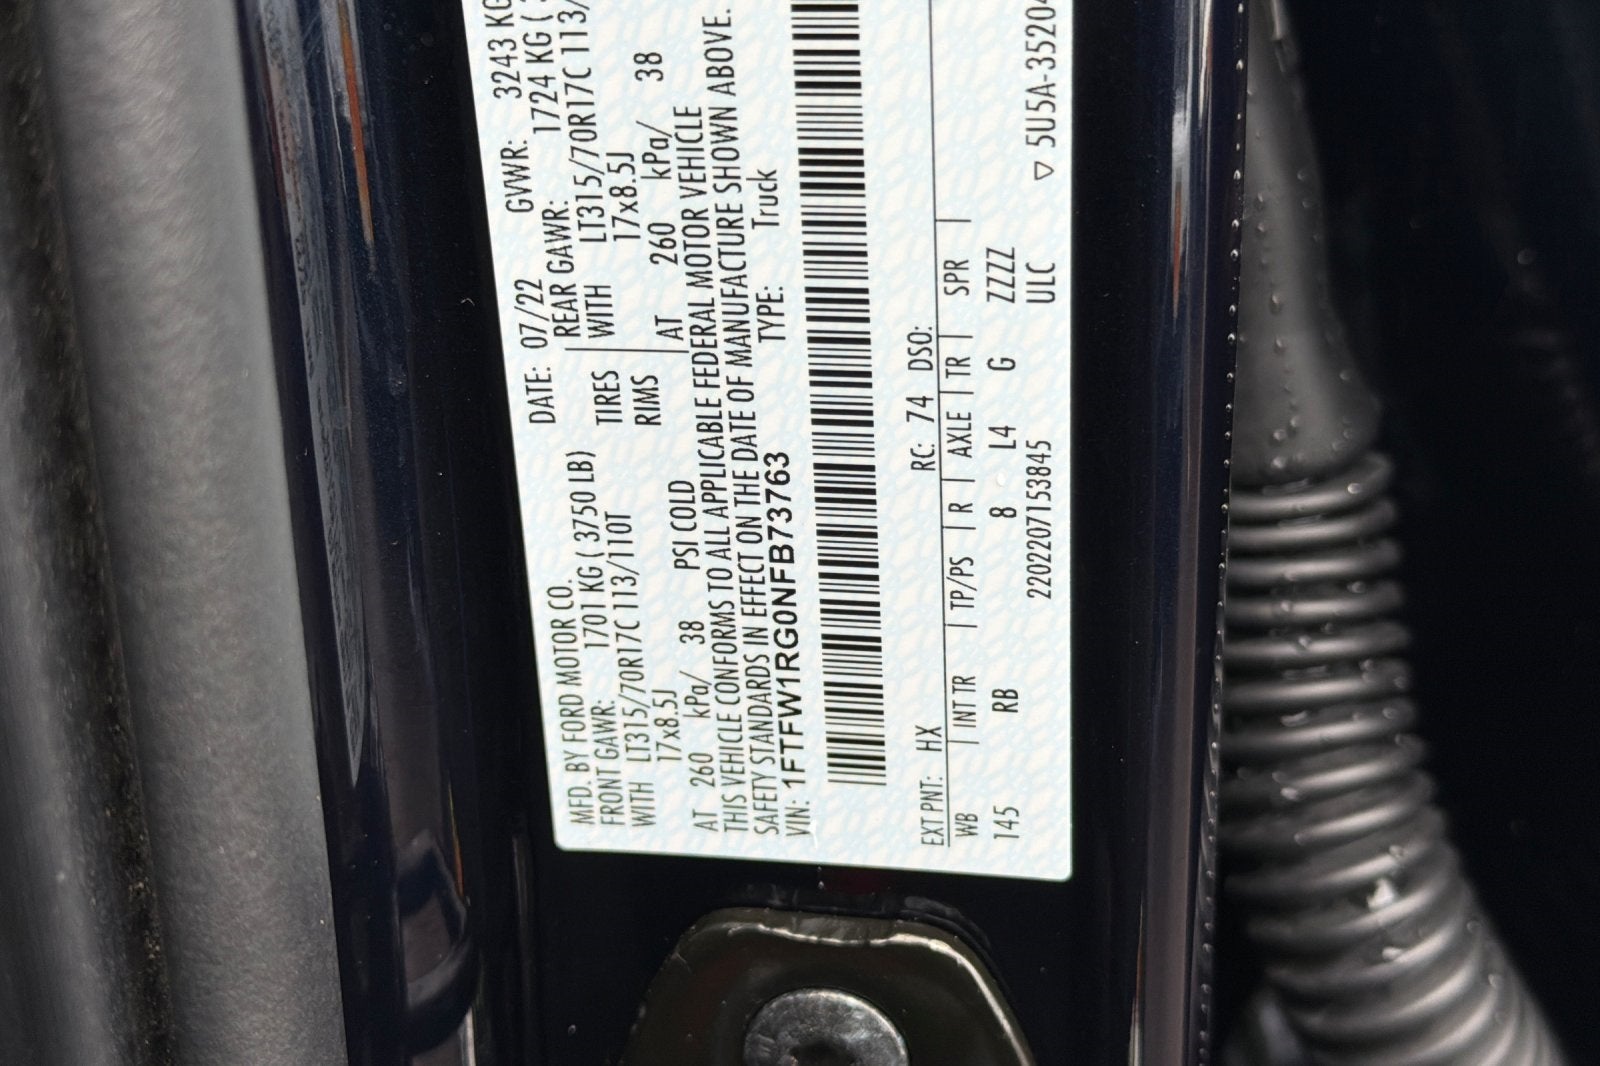 MFD. BY FORD MOTOR CO.
DATE: 07/22 GVWR: 3243 KG
FRONT GAWR: 1701 KG ( 3750 LB)
REAR GAWR: 1724 KG (
WITH LT315/70R17C 113/110T
TIRES WITH LT315/70R17C 113/
17x8.5J
RIMS 17x8.5J
AT 260 kPa/ 38 PSI COLD
AT 260 kPa/ 38
THIS VEHICLE CONFORMS TO ALL APPLICABLE FEDERAL MOTOR VEHICLE
SAFETY STANDARDS IN EFFECT ON THE DATE OF MANUFACTURE SHOWN ABOVE.
VIN: 1FTFW1RG0NFB73763 TYPE: Truck
EXT PNT: HX RC: 74 DSO:
WB | INT TR | TP/PS | R | AXLE | TR | SPR |
145 RB 8 L4 G ZZZZ
2202207153845 ULC
▽ 5U5A-35204